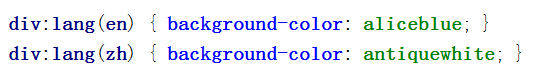 div:lang(en) { background-color: aliceblue; }
div:lang(zh) { background-color: antiquewhite; }